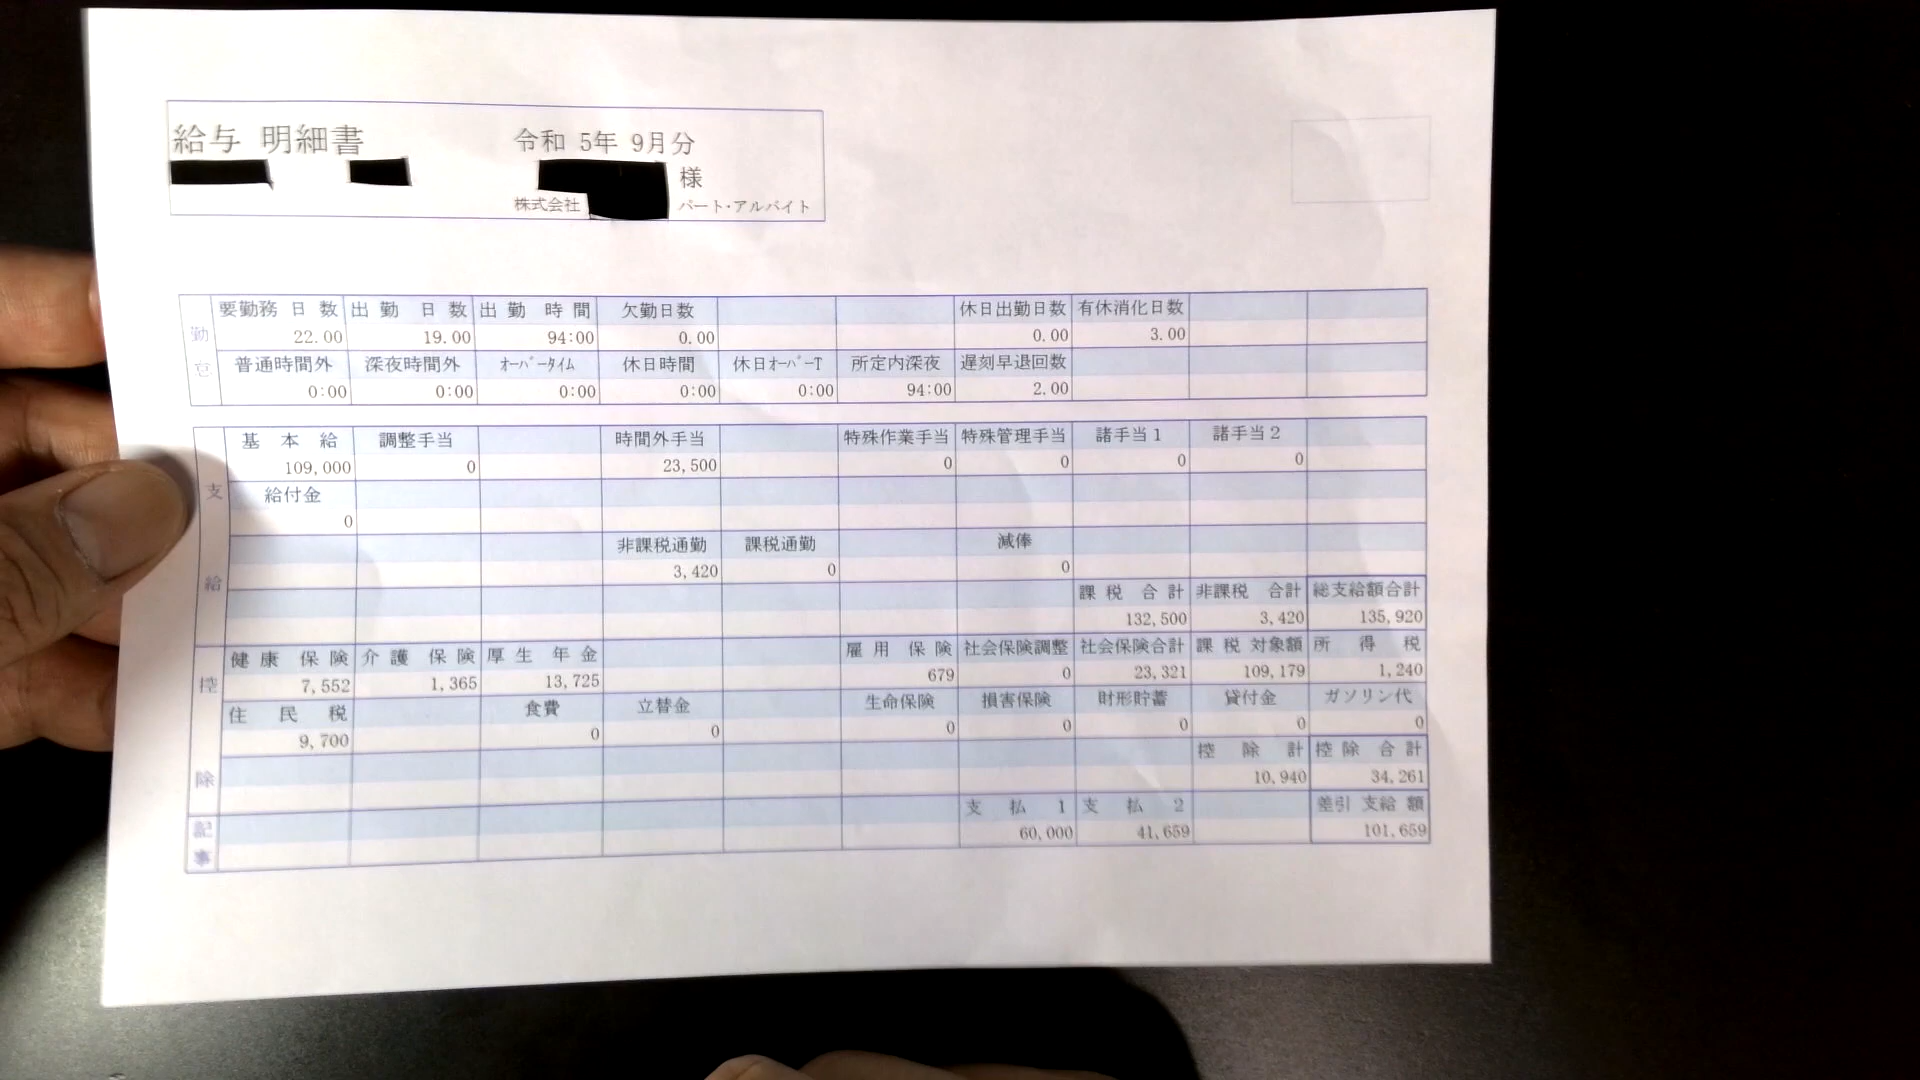 給与 明細書 令和 5年 9月分
様
株式会社 パート・アルバイト
勤怠
要勤務日数 出勤日数 出勤時間 欠勤日数 休日出勤日数 有休消化日数
22.00 19.00 94:00 0.00 0.00 3.00
普通時間外 深夜時間外 オーバータイム 休日時間 休日オーバーT 所定内深夜 遅刻早退回数
0:00 0:00 0:00 0:00 0:00 94:00 2.00
支給
基本給 調整手当 時間外手当 特殊作業手当 特殊管理手当 諸手当1 諸手当2
109,000 0 23,500 0 0 0 0
給付金
0
非課税通勤 課税通勤 減俸
3,420 0 0
課税合計 非課税合計 総支給額合計
132,500 3,420 135,920
控除
健康保険 介護保険 厚生年金 雇用保険 社会保険調整 社会保険合計 課税対象額 所得税
7,552 1,365 13,725 679 0 23,321 109,179 1,240
住民税 食費 立替金 生命保険 損害保険 財形貯蓄 貸付金 ガソリン代
9,700 0 0 0 0 0 0 0
控除計 控除合計
10,940 34,261
記事
支払1 支払2 差引支給額
60,000 41,659 101,659